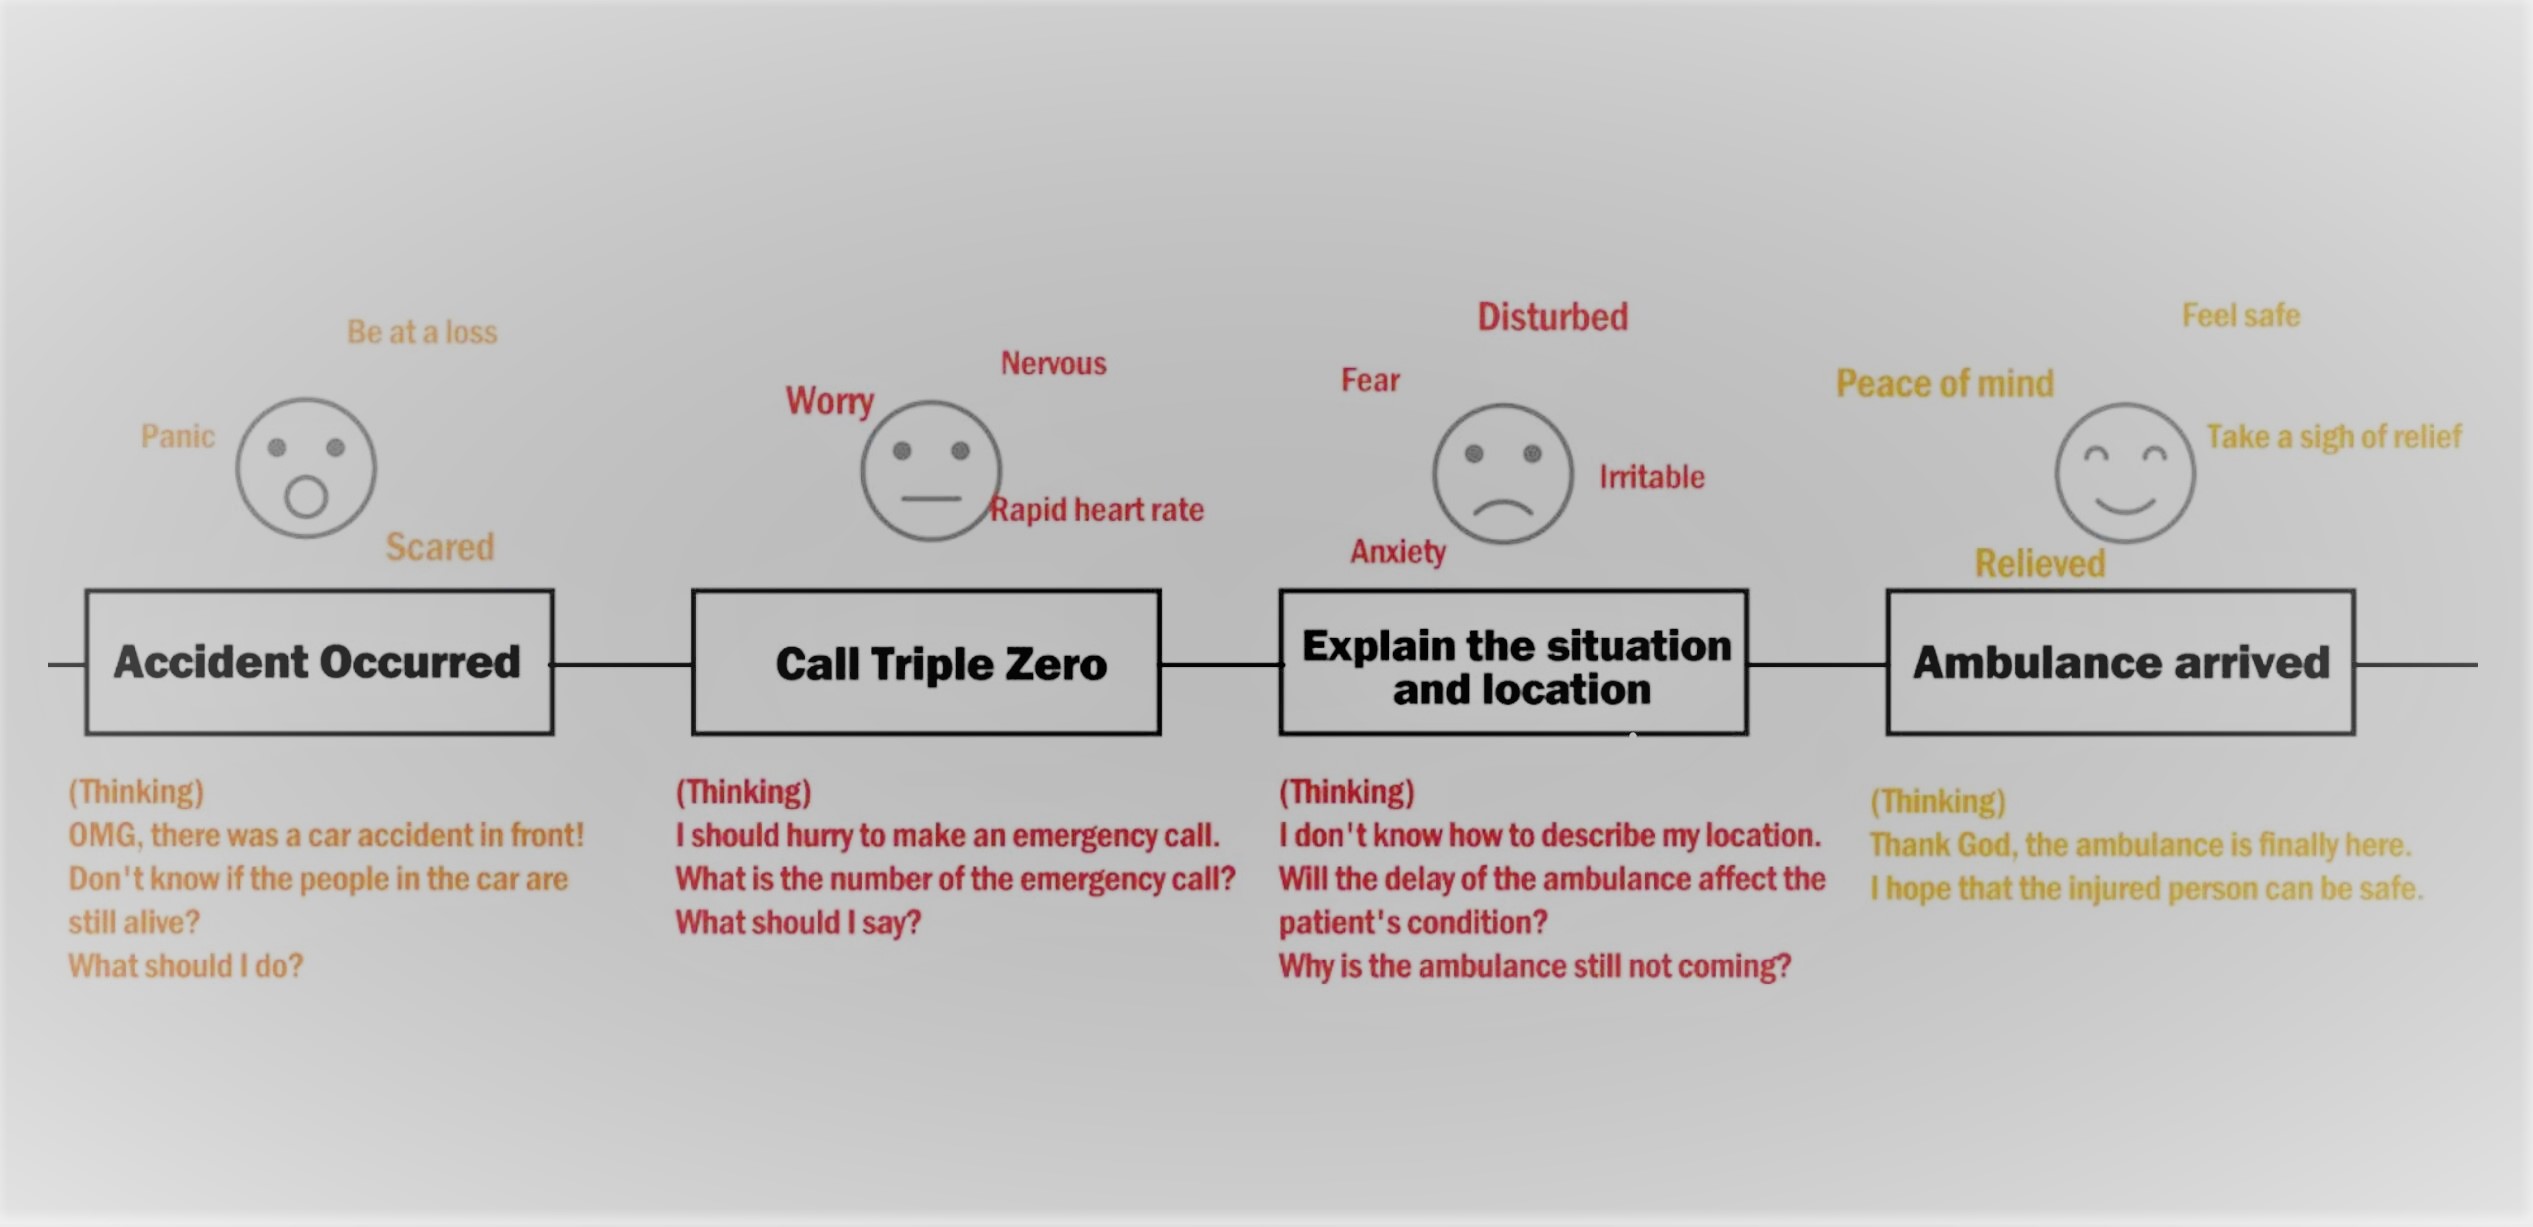 Be at a loss
Panic
Scared
Accident Occurred
(Thinking)
OMG, there was a car accident in front!
Don't know if the people in the car are
still alive?
What should I do?
Nervous
Worry
Rapid heart rate
Call Triple Zero
(Thinking)
I should hurry to make an emergency call.
What is the number of the emergency call?
What should I say?
Disturbed
Fear
Irritable
Anxiety
Explain the situation
and location
(Thinking)
I don't know how to describe my location.
Will the delay of the ambulance affect the
patient's condition?
Why is the ambulance still not coming?
Feel safe
Peace of mind
Take a sigh of relief
Relieved
Ambulance arrived
(Thinking)
Thank God, the ambulance is finally here.
I hope that the injured person can be safe.